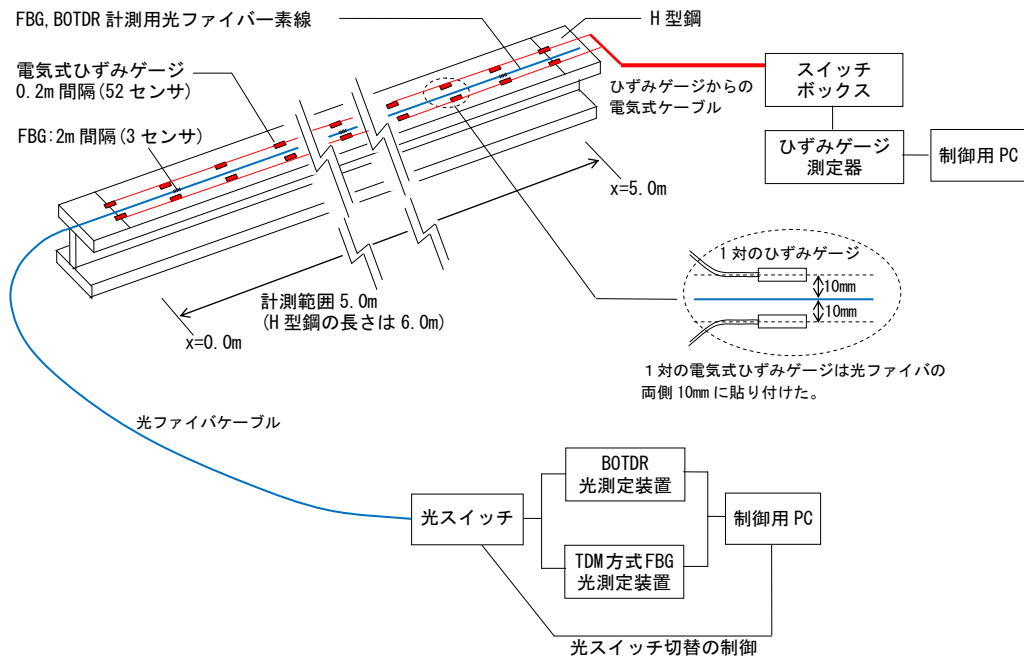 FBG, BOTDR 計測用光ファイバー素線
H 型鋼
電気式ひずみゲージ
0.2m 間隔(52 センサ)
FBG:2m 間隔(3 センサ)
ひずみゲージからの
電気式ケーブル
スイッチ
ボックス
ひずみゲージ
測定器
制御用 PC
x=5.0m
計測範囲 5.0m
(H 型鋼の長さは 6.0m)
x=0.0m
1 対のひずみゲージ
10mm
10mm
1 対の電気式ひずみゲージは光ファイバの
両側 10mm に貼り付けた。
光ファイバケーブル
光スイッチ
BOTDR
光測定装置
TDM 方式 FBG
光測定装置
制御用 PC
光スイッチ切替の制御